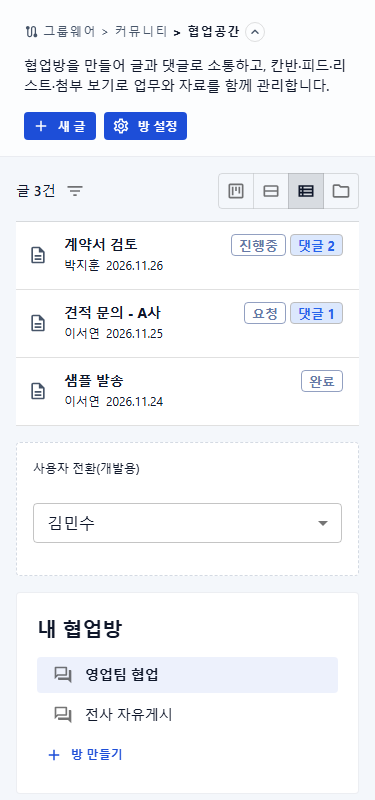 그룹웨어 > 커뮤니티 > 협업공간
협업방을 만들어 글과 댓글로 소통하고, 칸반·피드·리
스트·첨부 보기로 업무와 자료를 함께 관리합니다.
+ 새 글
방 설정
글 3건
계약서 검토
진행중
댓글 2
박지훈 2026.11.26
견적 문의 - A사
요청
댓글 1
이서연 2026.11.25
샘플 발송
완료
이서연 2026.11.24
사용자 전환(개발용)
김민수
내 협업방
영업팀 협업
전사 자유게시
+ 방 만들기